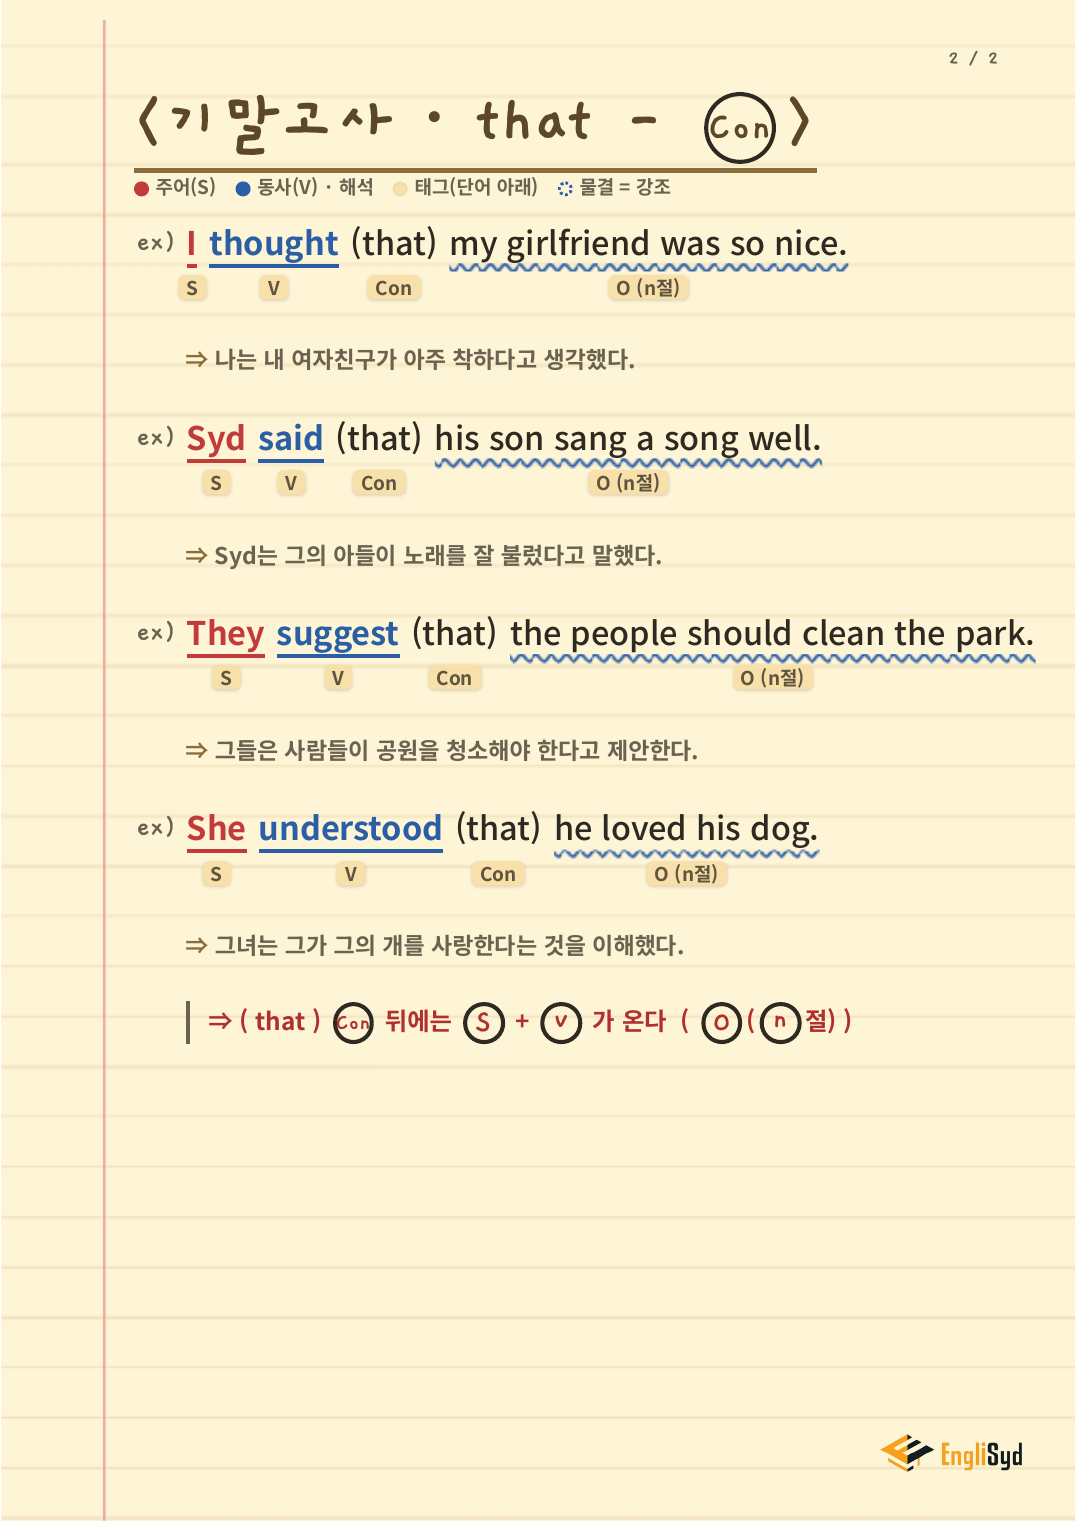 2 / 2
〈기말고사 · that - Con〉
주어(S) 동사(V) · 해석 태그(단어 아래) 물결 = 강조
ex) I thought (that) my girlfriend was so nice.
S V Con O (n절)
⇒ 나는 내 여자친구가 아주 착하다고 생각했다.
ex) Syd said (that) his son sang a song well.
S V Con O (n절)
⇒ Syd는 그의 아들이 노래를 잘 불렀다고 말했다.
ex) They suggest (that) the people should clean the park.
S V Con O (n절)
⇒ 그들은 사람들이 공원을 청소해야 한다고 제안한다.
ex) She understood (that) he loved his dog.
S V Con O (n절)
⇒ 그녀는 그가 그의 개를 사랑한다는 것을 이해했다.
⇒ ( that ) Con 뒤에는 S + v 가 온다 ( O ( n 절) )
EngliSyd